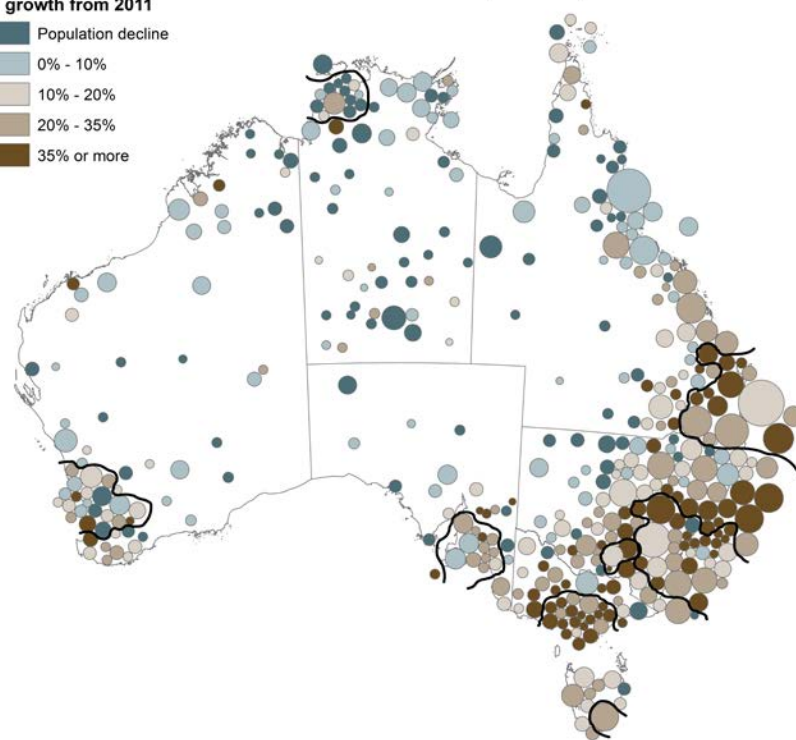 growth from 2011
Population decline
0% - 10%
10% - 20%
20% - 35%
35% or more